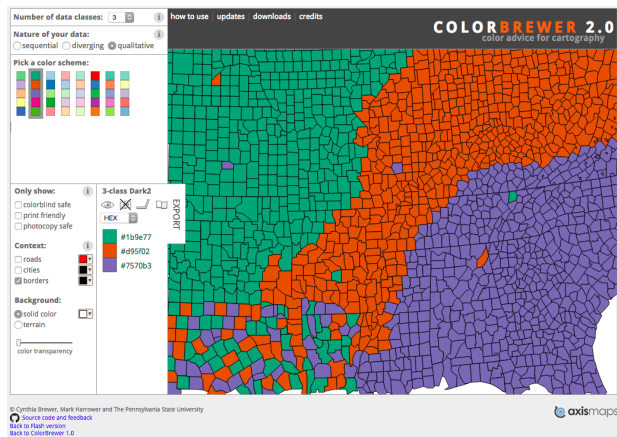 Number of data classes: 3 i
how to use | updates | downloads | credits
COLORBREWER 2.0
color advice for cartography
Nature of your data: i
sequential diverging qualitative
Pick a color scheme:
Only show: i
colorblind safe
print friendly
photocopy safe
Context: i
roads
cities
borders
Background:
solid color
terrain
color transparency
3-class Dark2
EXPORT
HEX
#1b9e77
#d95f02
#7570b3
© Cynthia Brewer, Mark Harrower and The Pennsylvania State University
Source code and feedback
Back to Flash version
Back to ColorBrewer 1.0
axismaps